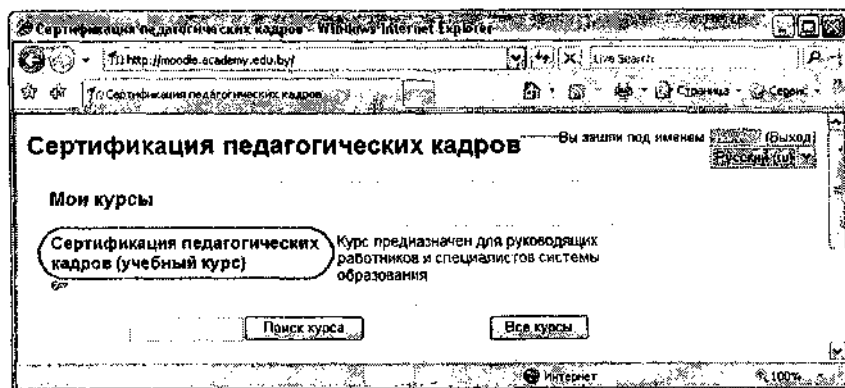 Сертификация педагогических кадров - Windows Internet Explorer
http://moodle.academy.edu.by/
Live Search
Сертификация педагогических кадров
Страница
Сервис
Сертификация педагогических кадров
Вы зашли под именем (Выход)
Русский (ru)
Мои курсы
Сертификация педагогических
кадров (учебный курс)
Курс предназначен для руководящих
работников и специалистов системы
образования
Поиск курса
Все курсы
Интернет
100%